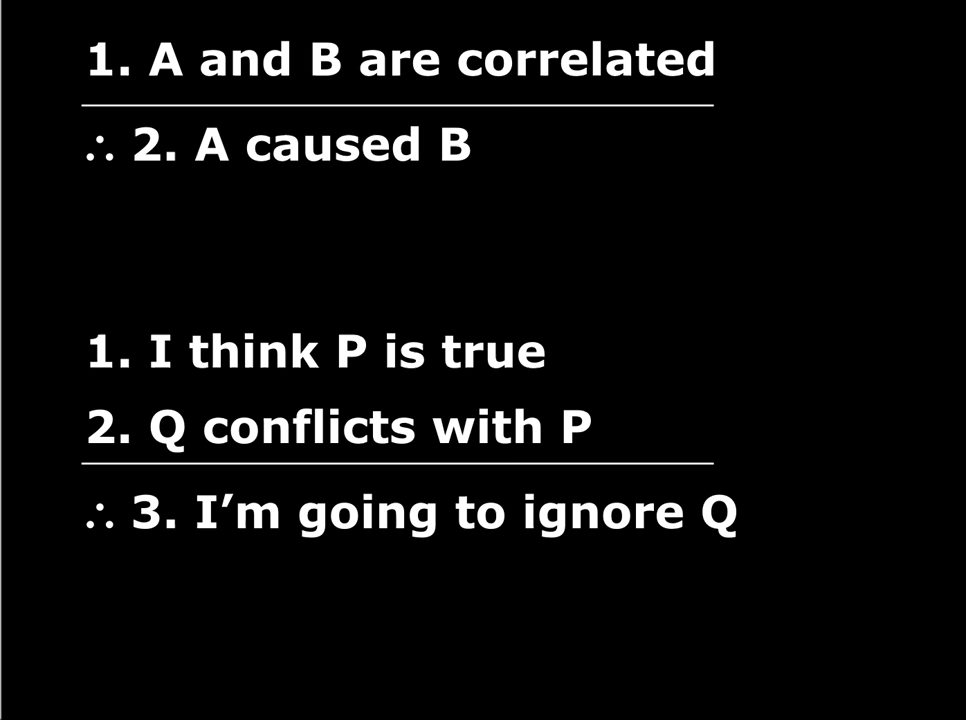 1. A and B are correlated
∴ 2. A caused B
1. I think P is true
2. Q conflicts with P
∴ 3. I’m going to ignore Q